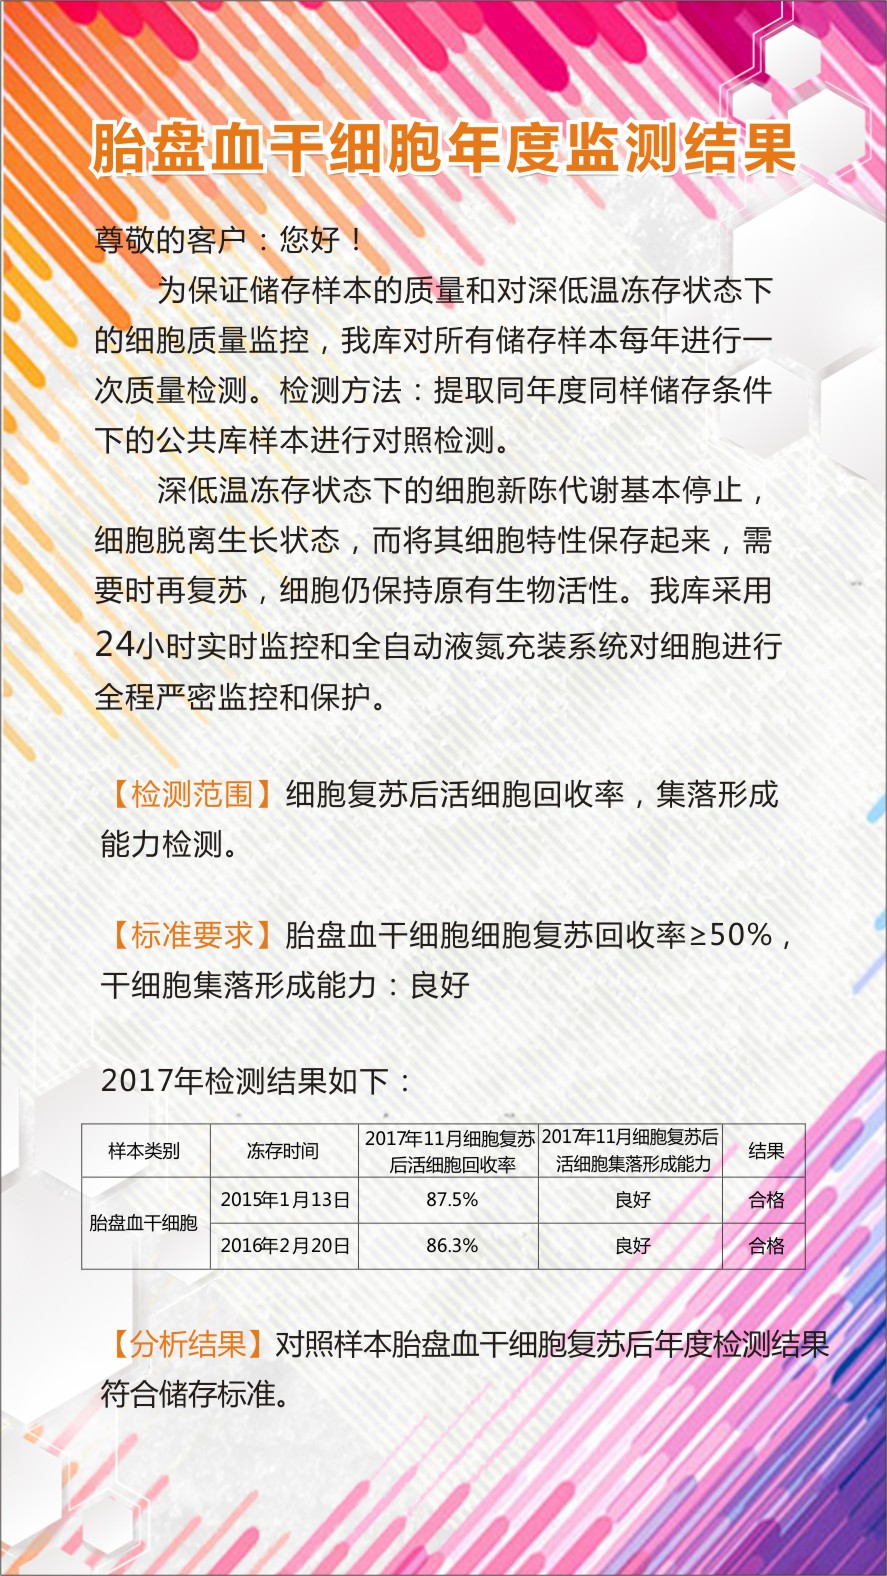 胎盘血干细胞年度监测结果
尊敬的客户：您好！
为保证储存样本的质量和对深低温冻存状态下
的细胞质量监控，我库对所有储存样本每年进行一
次质量检测。检测方法：提取同年度同样储存条件
下的公共库样本进行对照检测。
深低温冻存状态下的细胞新陈代谢基本停止，
细胞脱离生长状态，而将其细胞特性保存起来，需
要时再复苏，细胞仍保持原有生物活性。我库采用
24小时实时监控和全自动液氮充装系统对细胞进行
全程严密监控和保护。
【检测范围】细胞复苏后活细胞回收率，集落形成
能力检测。
【标准要求】胎盘血干细胞细胞复苏回收率≥50%，
干细胞集落形成能力：良好
2017年检测结果如下：
样本类别 冻存时间 2017年11月细胞复苏后活细胞回收率 2017年11月细胞复苏后活细胞集落形成能力 结果
胎盘血干细胞 2015年1月13日 87.5% 良好 合格
2016年2月20日 86.3% 良好 合格
【分析结果】对照样本胎盘血干细胞复苏后年度检测结果
符合储存标准。